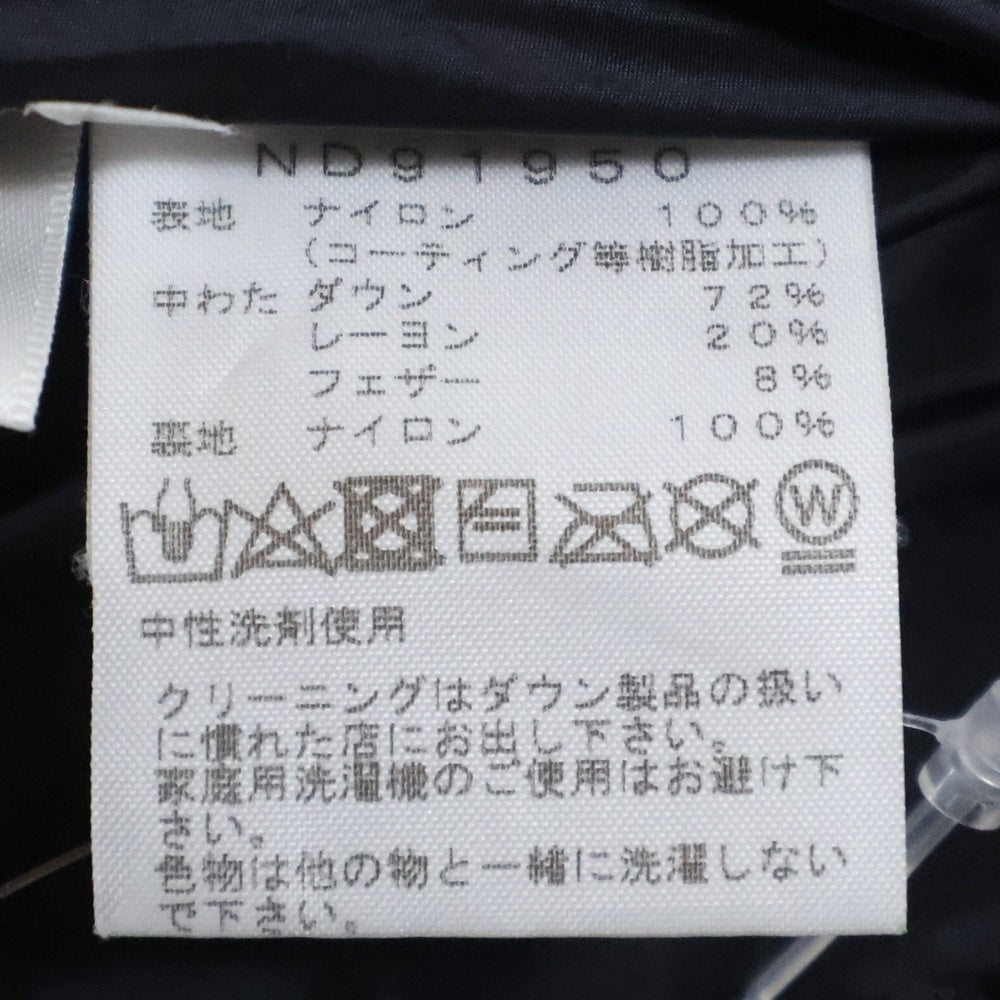 ND91950
表地 ナイロン 100%
(コーティング等樹脂加工)
中わた ダウン 72%
レーヨン 20%
フェザー 8%
裏地 ナイロン 100%
W
中性洗剤使用
クリーニングはダウン製品の扱い
に慣れた店にお出し下さい。
家庭用洗濯機のご使用はお避け下
さい。
色物は他の物と一緒に洗濯しない
で下さい。